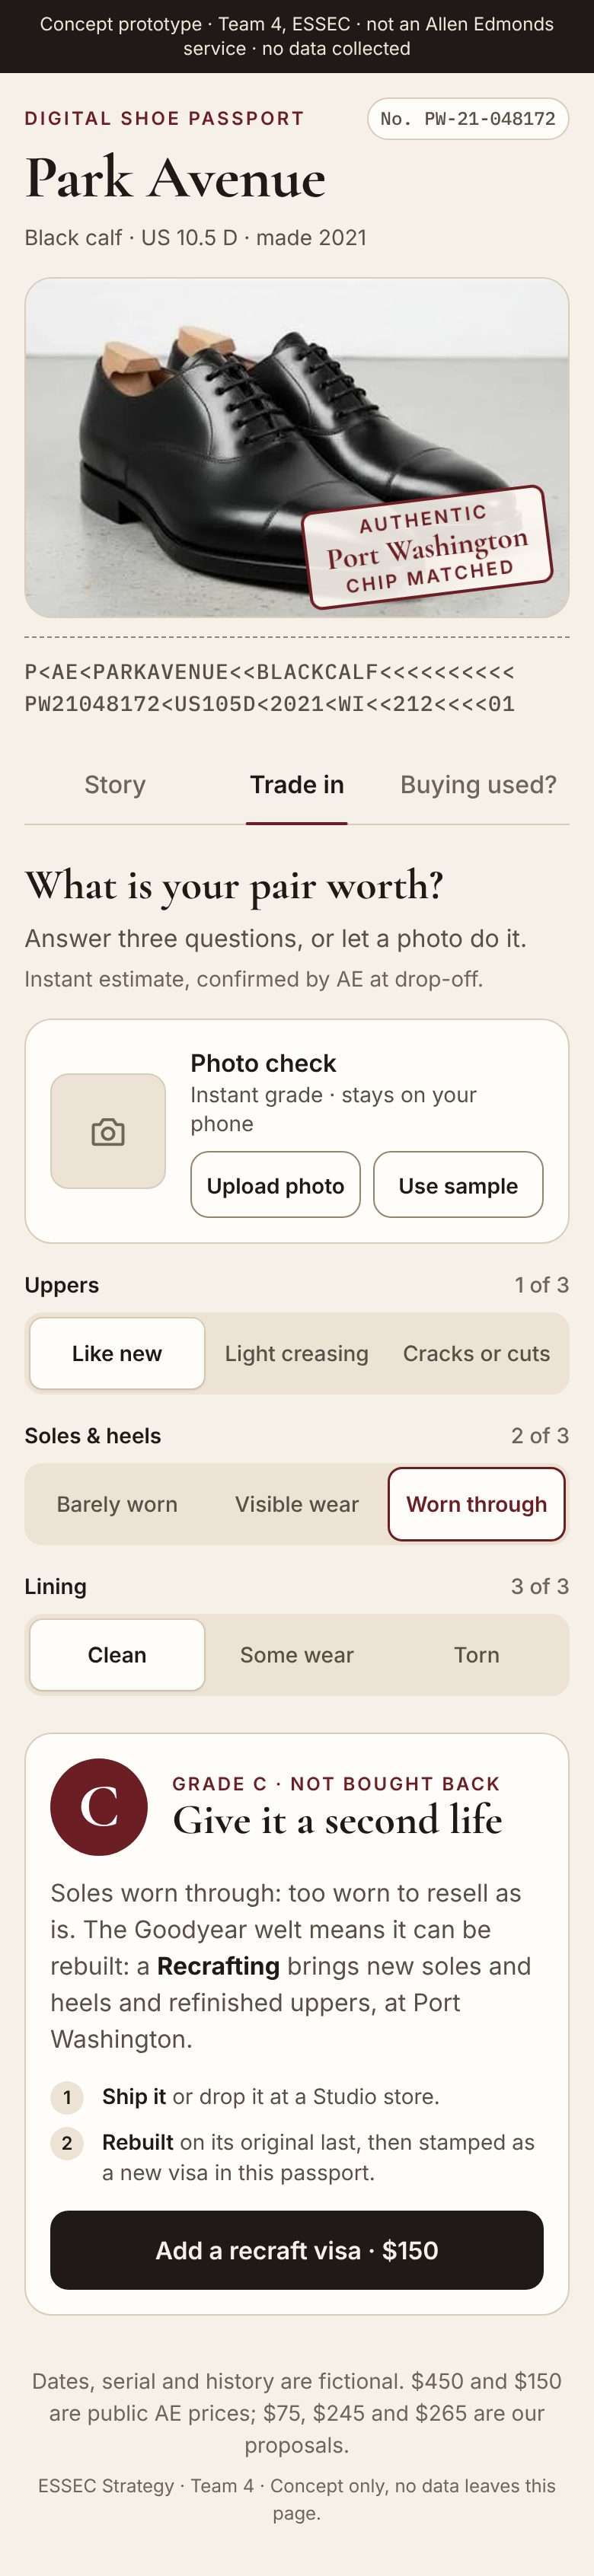 Concept prototype · Team 4, ESSEC · not an Allen Edmonds
service · no data collected
DIGITAL SHOE PASSPORT
No. PW-21-048172
Park Avenue
Black calf · US 10.5 D · made 2021
AUTHENTIC
Port Washington
CHIP MATCHED
P<AE<PARKAVENUE<<BLACKCALF<<<<<<<<<<
PW21048172<US105D<2021<WI<<212<<<<01
Story
Trade in
Buying used?
What is your pair worth?
Answer three questions, or let a photo do it.
Instant estimate, confirmed by AE at drop-off.
Photo check
Instant grade · stays on your
phone
Upload photo
Use sample
Uppers
1 of 3
Like new
Light creasing
Cracks or cuts
Soles & heels
2 of 3
Barely worn
Visible wear
Worn through
Lining
3 of 3
Clean
Some wear
Torn
C
GRADE C · NOT BOUGHT BACK
Give it a second life
Soles worn through: too worn to resell as
is. The Goodyear welt means it can be
rebuilt: a Recrafting brings new soles and
heels and refinished uppers, at Port
Washington.
1 Ship it or drop it at a Studio store.
2 Rebuilt on its original last, then stamped as
a new visa in this passport.
Add a recraft visa · $150
Dates, serial and history are fictional. $450 and $150
are public AE prices; $75, $245 and $265 are our
proposals.
ESSEC Strategy · Team 4 · Concept only, no data leaves this
page.